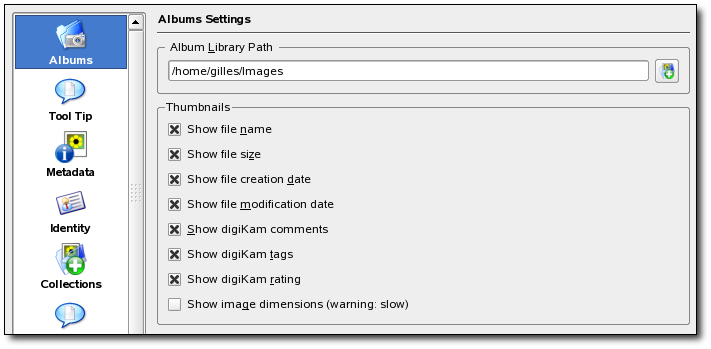 Albums
Tool Tip
Metadata
Identity
Collections
Albums Settings
Album Library Path
/home/gilles/Images
Thumbnails
Show file name
Show file size
Show file creation date
Show file modification date
Show digiKam comments
Show digiKam tags
Show digiKam rating
Show image dimensions (warning: slow)